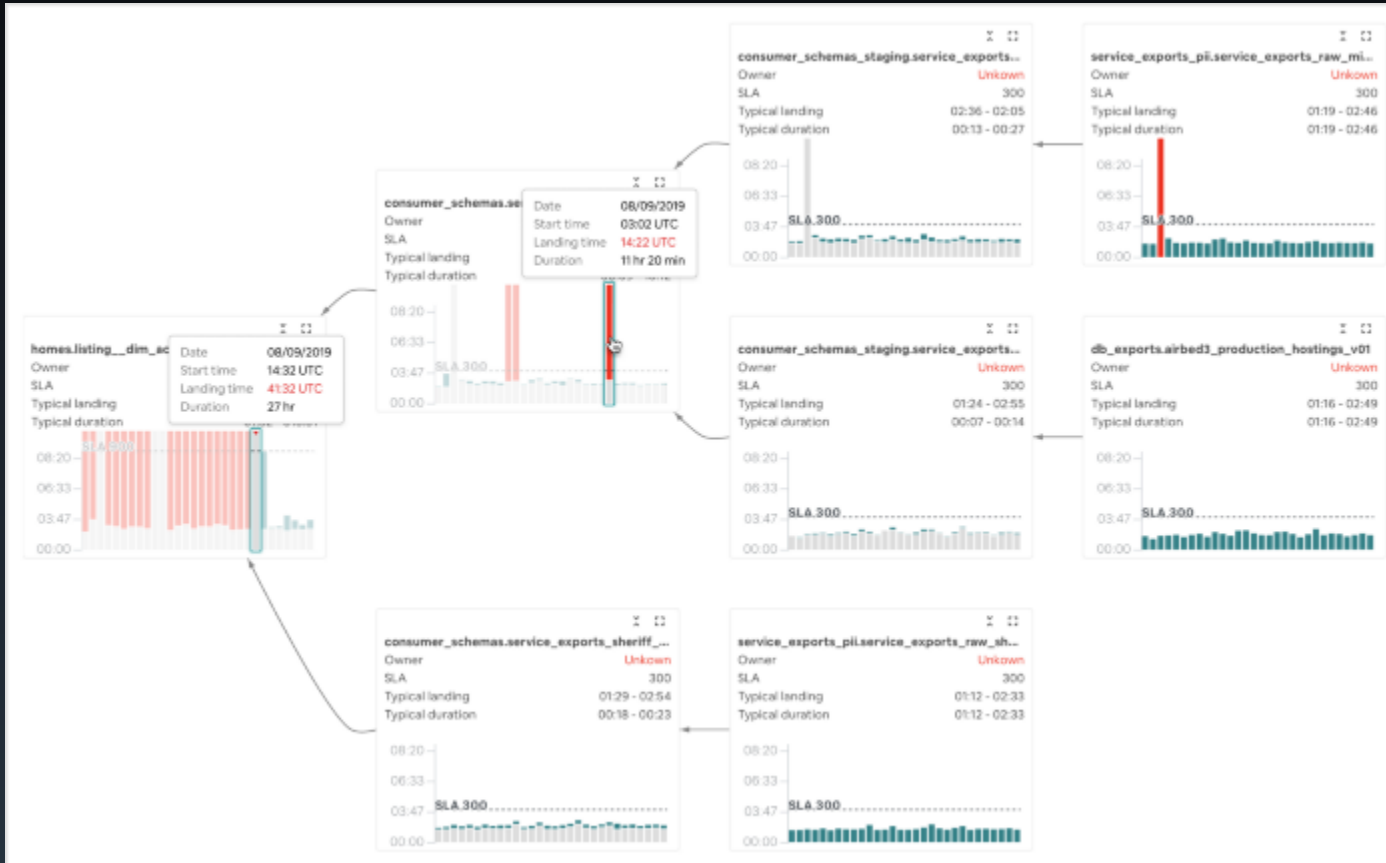 consumer_schemas_staging.service_exports...
Owner Unkown
SLA 300
Typical landing 02:36 - 02:05
Typical duration 00:13 - 00:27
08:20
06:33
SLA 300
03:47
00:00
service_exports_pii.service_exports_raw_mi...
Owner Unkown
SLA 300
Typical landing 01:19 - 02:46
Typical duration 01:19 - 02:46
08:20
06:33
SLA 300
03:47
00:00
consumer_schemas.se
Owner
SLA
Typical landing
Typical duration
Date 08/09/2019
Start time 03:02 UTC
Landing time 14:22 UTC
Duration 11 hr 20 min
08:20
06:33
SLA 300
03:47
00:00
homes.listing__dim_ac
Owner
SLA
Typical landing
Typical duration
Date 08/09/2019
Start time 14:32 UTC
Landing time 41:32 UTC
Duration 27 hr
SLA
08:20
06:33
03:47
00:00
consumer_schemas_staging.service_exports...
Owner Unkown
SLA 300
Typical landing 01:24 - 02:55
Typical duration 00:07 - 00:14
08:20
06:33
SLA 300
03:47
00:00
db_exports.airbed3_production_hostings_v01
Owner Unkown
SLA 300
Typical landing 01:16 - 02:49
Typical duration 01:16 - 02:49
08:20
06:33
SLA 300
03:47
00:00
consumer_schemas.service_exports_sheriff_...
Owner Unkown
SLA 300
Typical landing 01:29 - 02:54
Typical duration 00:18 - 00:23
08:20
06:33
SLA 300
03:47
00:00
service_exports_pii.service_exports_raw_sh...
Owner Unkown
SLA 300
Typical landing 01:12 - 02:33
Typical duration 01:12 - 02:33
08:20
06:33
SLA 300
03:47
00:00